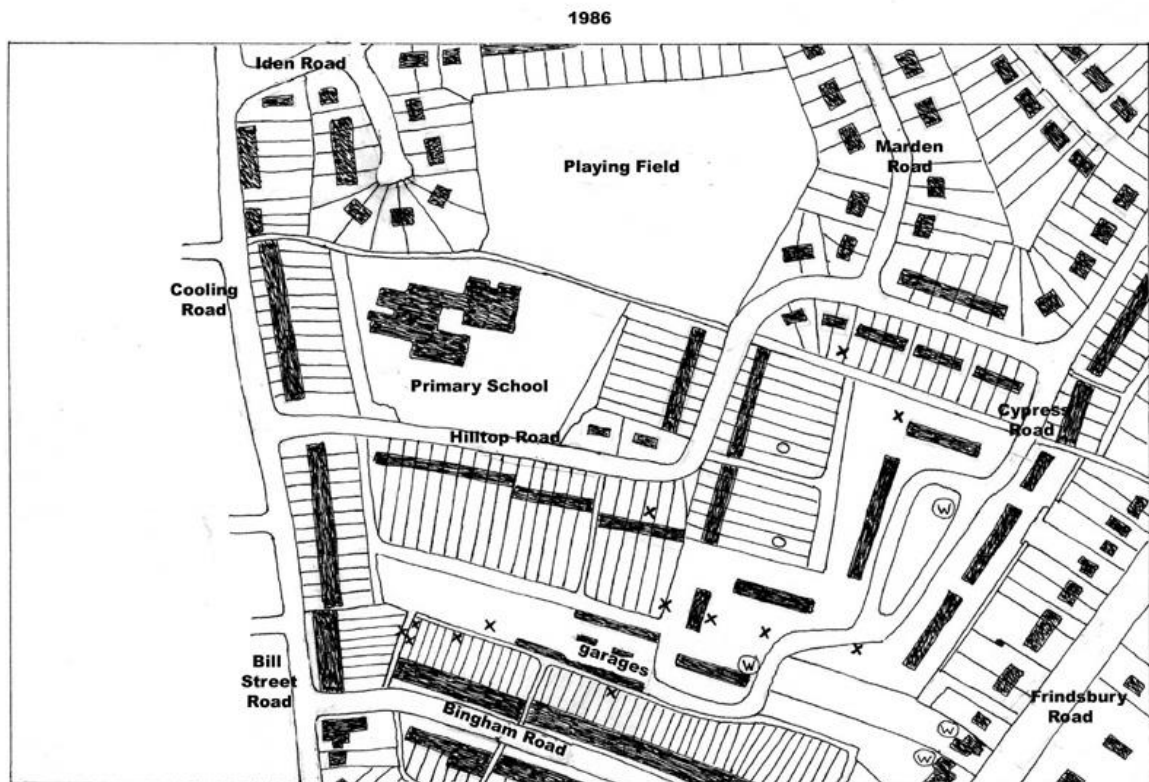 1986
Iden Road
Playing Field
Marden
Road
Cooling
Road
Primary School
Hilltop Road
Cypress
Road
garages
Bill
Street
Road
Bingham Road
Frindsbury
Road
W
W
W
W
X
X
X
X
X
X
X
X
X
X
X
X
X